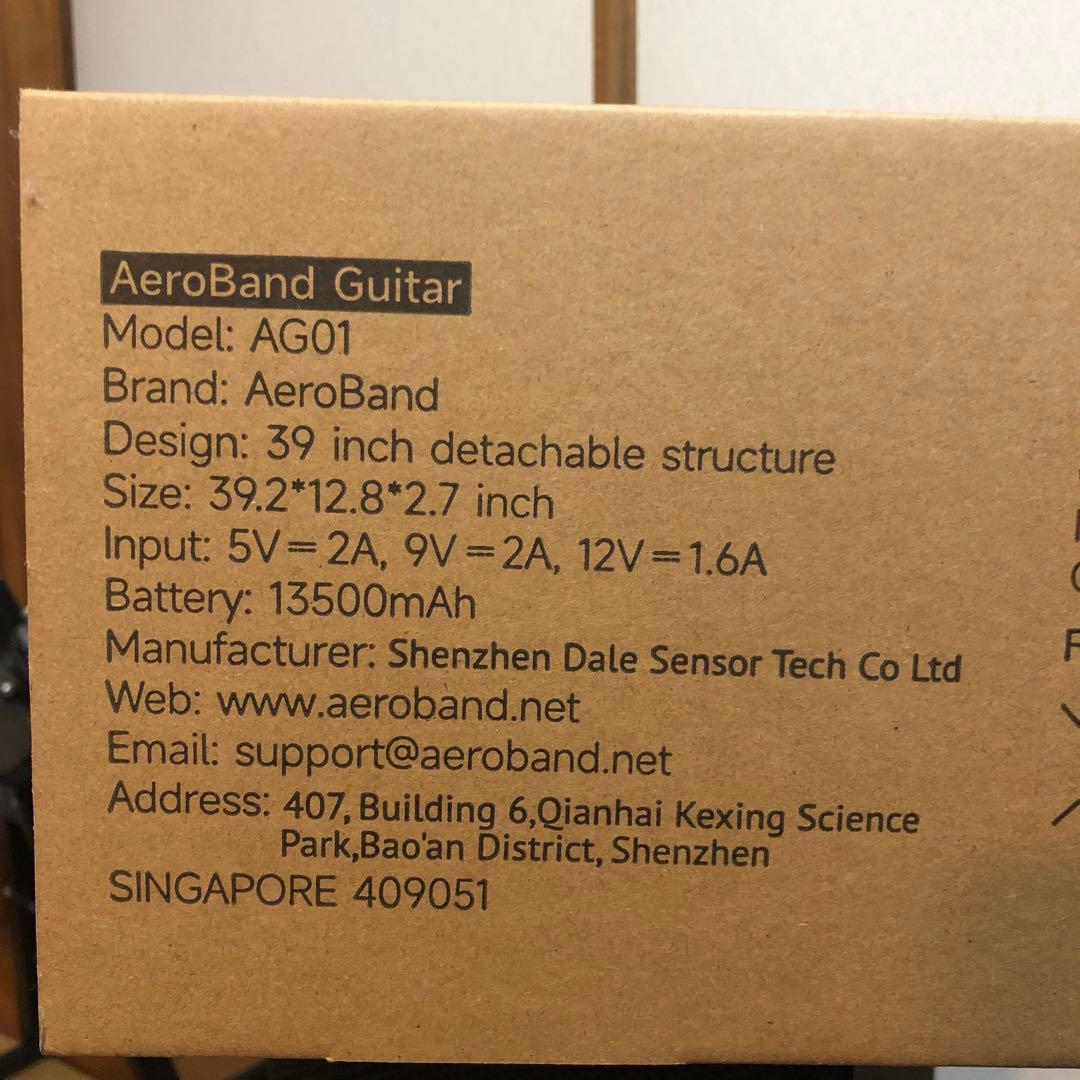 AeroBand Guitar
Model: AG01
Brand: AeroBand
Design: 39 inch detachable structure
Size: 39.2*12.8*2.7 inch
Input: 5V=2A, 9V=2A, 12V=1.6A
Battery: 13500mAh
Manufacturer: Shenzhen Dale Sensor Tech Co Ltd
Web: www.aeroband.net
Email: support@aeroband.net
Address: 407, Building 6,Qianhai Kexing Science
Park,Bao'an District, Shenzhen
SINGAPORE 409051